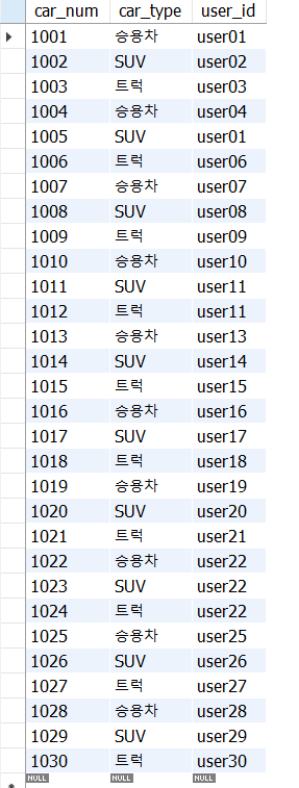 car_num car_type user_id
1001 승용차 user01
1002 SUV user02
1003 트럭 user03
1004 승용차 user04
1005 SUV user01
1006 트럭 user06
1007 승용차 user07
1008 SUV user08
1009 트럭 user09
1010 승용차 user10
1011 SUV user11
1012 트럭 user11
1013 승용차 user13
1014 SUV user14
1015 트럭 user15
1016 승용차 user16
1017 SUV user17
1018 트럭 user18
1019 승용차 user19
1020 SUV user20
1021 트럭 user21
1022 승용차 user22
1023 SUV user22
1024 트럭 user22
1025 승용차 user25
1026 SUV user26
1027 트럭 user27
1028 승용차 user28
1029 SUV user29
1030 트럭 user30
NULL NULL NULL